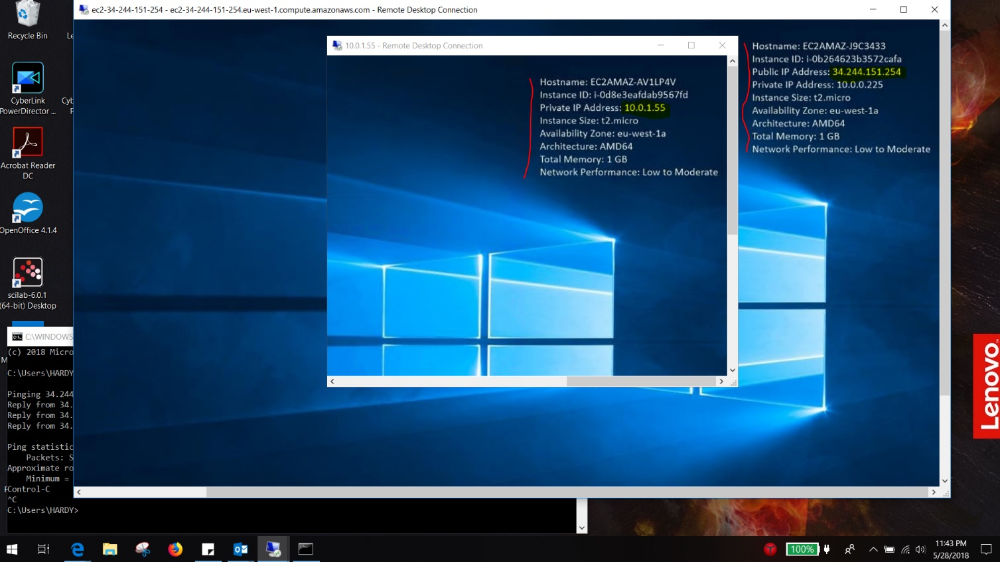 ec2-34-244-151-254 - ec2-34-244-151-254.eu-west-1.compute.amazonaws.com - Remote Desktop Connection
Recycle Bin
Le
CyberLink
PowerDirector ...
Cyb
Acrobat Reader
DC
OpenOffice 4.1.4
scilab-6.0.1
(64-bit) Desktop
10.0.1.55 - Remote Desktop Connection
Hostname: EC2AMAZ-AV1LP4V
Instance ID: i-0d8e3eafdab9567fd
Private IP Address: 10.0.1.55
Instance Size: t2.micro
Availability Zone: eu-west-1a
Architecture: AMD64
Total Memory: 1 GB
Network Performance: Low to Moderate
Hostname: EC2AMAZ-J9C3433
Instance ID: i-0b264623b3572cafa
Public IP Address: 34.244.151.254
Private IP Address: 10.0.0.225
Instance Size: t2.micro
Availability Zone: eu-west-1a
Architecture: AMD64
Total Memory: 1 GB
Network Performance: Low to Moderate
C:\WINDOWS
(c) 2018 Micro
C:\Users\HARDY
Pinging 34.244
Reply from 34.
Reply from 34.
Reply from 34.
Ping statistic
Packets: S
Approximate ro
Minimum =
Control-C
^C
C:\Users\HARDY>
Lenovo
100%
11:43 PM
5/28/2018